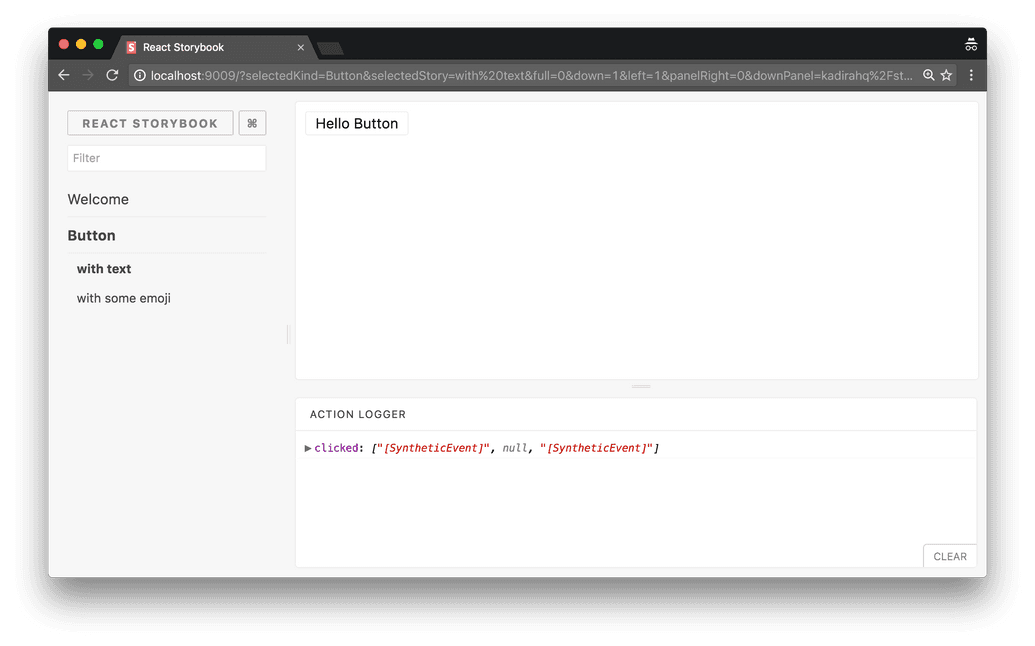 React Storybook
localhost:9009/?selectedKind=Button&selectedStory=with%20text&full=0&down=1&left=1&panelRight=0&downPanel=kadirahq%2Fst...
REACT STORYBOOK ⌘
Filter
Welcome
Button
with text
with some emoji
Hello Button
ACTION LOGGER
▶clicked: ["[SyntheticEvent]", null, "[SyntheticEvent]"]
CLEAR